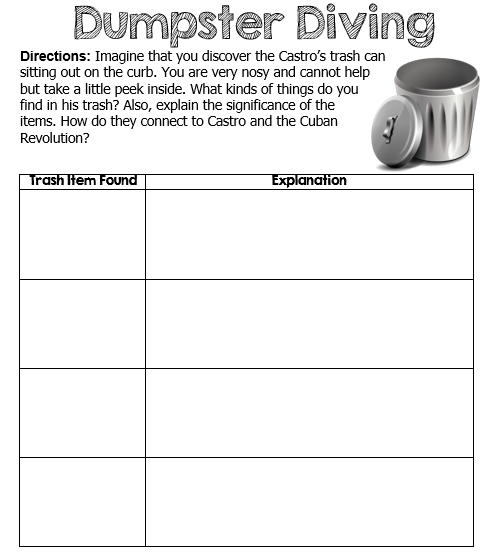 Dumpster Diving
Directions: Imagine that you discover the Castro's trash can
sitting out on the curb. You are very nosy and cannot help
but take a little peek inside. What kinds of things do you
find in his trash? Also, explain the significance of the
items. How do they connect to Castro and the Cuban
Revolution?
Trash Item Found Explanation